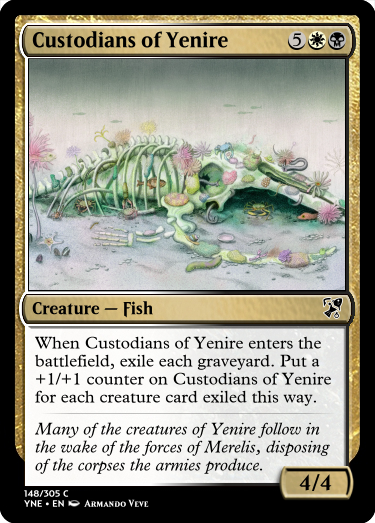 Custodians of Yenire 5
Creature — Fish
When Custodians of Yenire enters the
battlefield, exile each graveyard. Put a
+1/+1 counter on Custodians of Yenire
for each creature card exiled this way.
Many of the creatures of Yenire follow in
the wake of the forces of Merelis, disposing
of the corpses the armies produce.
4/4
148/305 C
YNE • EN Armando Veve